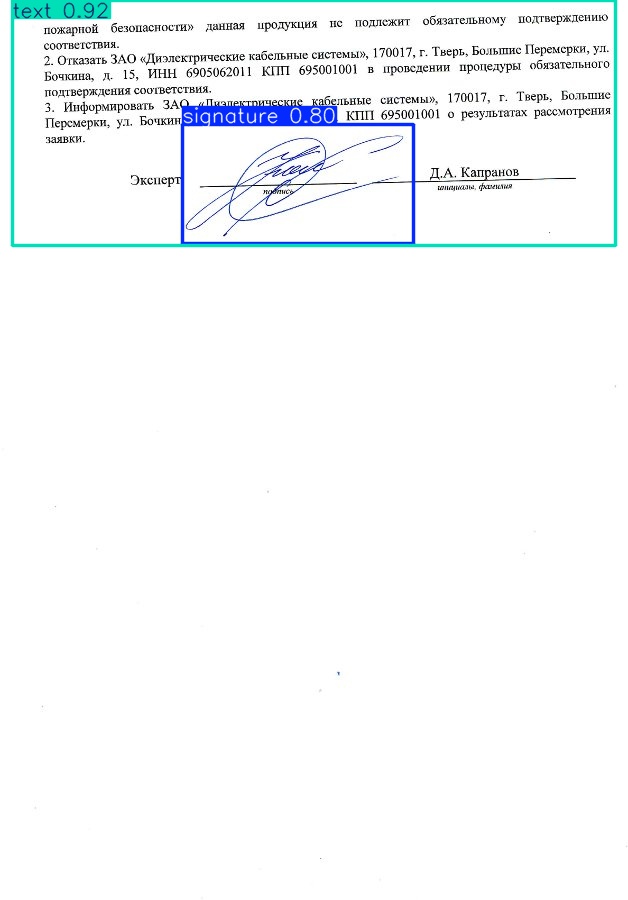 text 0.92
пожарной безопасности» данная продукция не подлежит обязательному подтверждению
соответствия.
2. Отказать ЗАО «Диэлектрические кабельные системы», 170017, г. Тверь, Большие Перемерки, ул.
Бочкина, д. 15, ИНН 6905062011 КПП 695001001 в проведении процедуры обязательного
подтверждения соответствия.
3. Информировать ЗАО «Диэлектрические кабельные системы», 170017, г. Тверь, Большие
signature 0.80
Перемерки, ул. Бочкин КПП 695001001 о результатах рассмотрения
заявки.
Эксперт Д.А. Капранов
подпись инициалы, фамилия